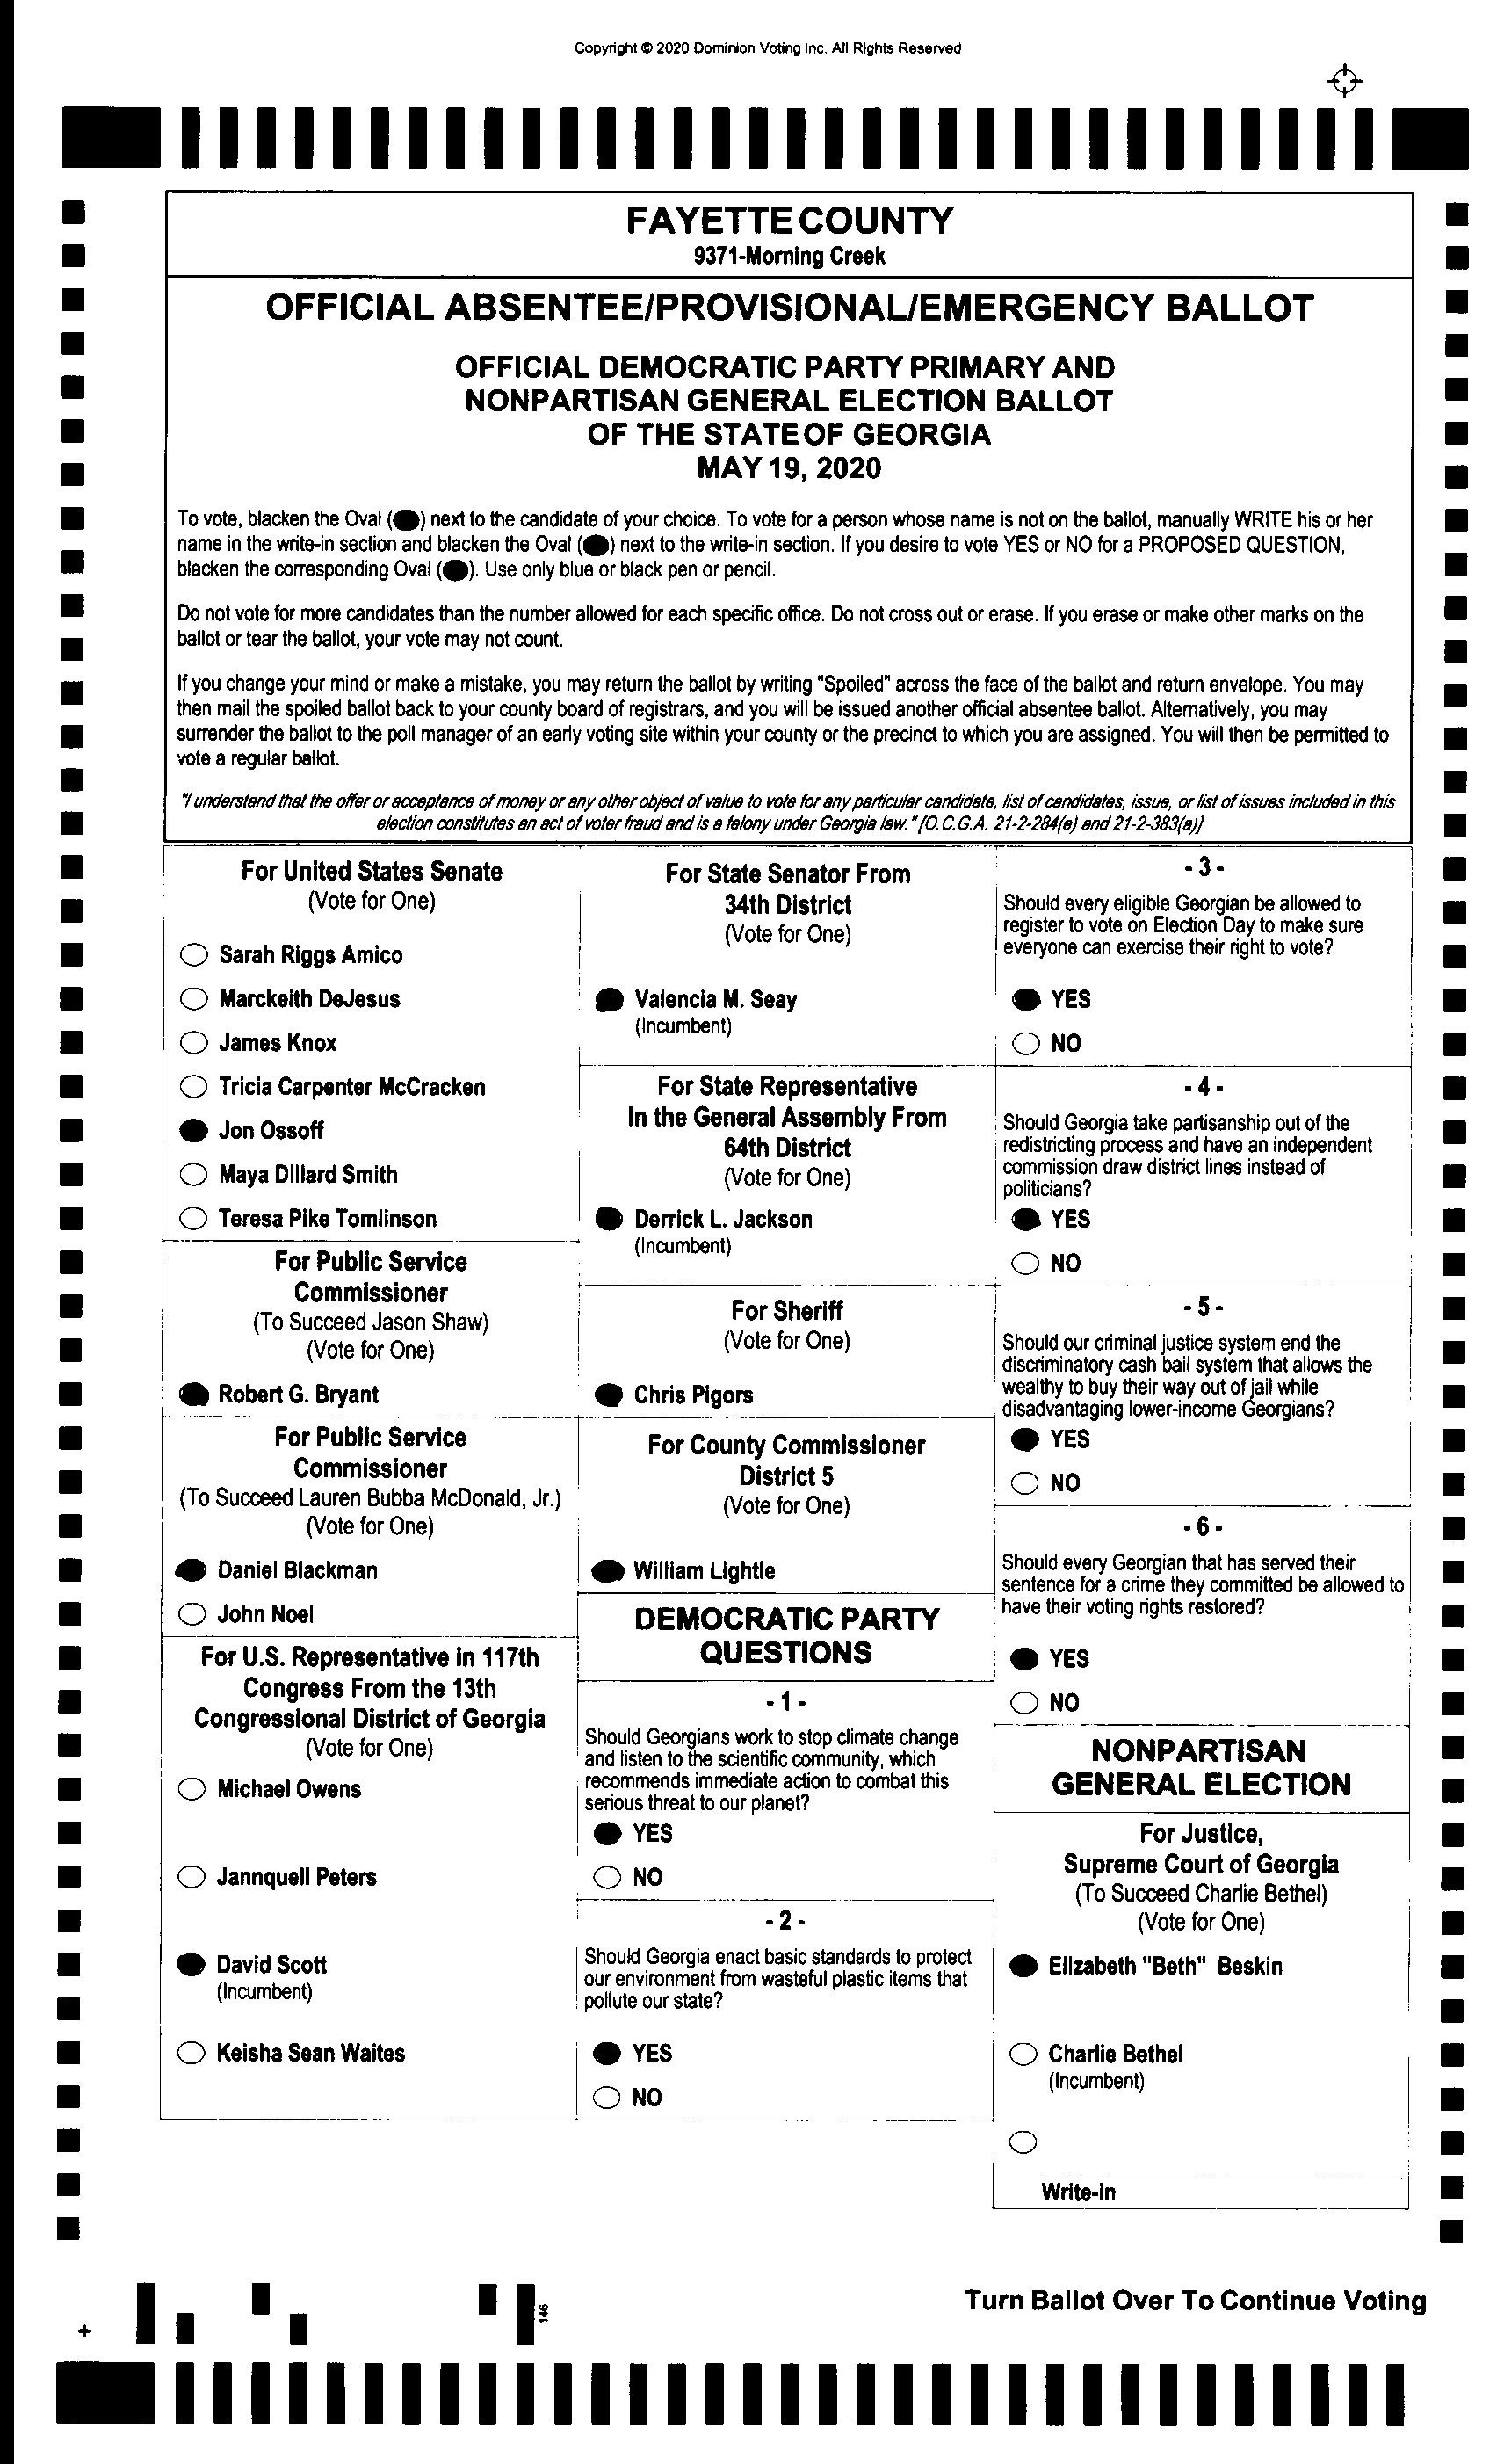 Copyright © 2020 Dominion Voting Inc. All Rights Reserved
FAYETTE COUNTY
9371-Morning Creek
OFFICIAL ABSENTEE/PROVISIONAL/EMERGENCY BALLOT
OFFICIAL DEMOCRATIC PARTY PRIMARY AND
NONPARTISAN GENERAL ELECTION BALLOT
OF THE STATE OF GEORGIA
MAY 19, 2020
To vote, blacken the Oval ( ) next to the candidate of your choice. To vote for a person whose name is not on the ballot, manually WRITE his or her
name in the write-in section and blacken the Oval ( ) next to the write-in section. If you desire to vote YES or NO for a PROPOSED QUESTION,
blacken the corresponding Oval ( ). Use only blue or black pen or pencil.
Do not vote for more candidates than the number allowed for each specific office. Do not cross out or erase. If you erase or make other marks on the
ballot or tear the ballot, your vote may not count.
If you change your mind or make a mistake, you may return the ballot by writing "Spoiled" across the face of the ballot and return envelope. You may
then mail the spoiled ballot back to your county board of registrars, and you will be issued another official absentee ballot. Alternatively, you may
surrender the ballot to the poll manager of an early voting site within your county or the precinct to which you are assigned. You will then be permitted to
vote a regular ballot.
"I understand that the offer or acceptance of money or any other object of value to vote for any particular candidate, list of candidates, issue, or list of issues included in this
election constitutes an act of voter fraud and is a felony under Georgia law." [O.C.G.A. 21-2-284(e) and 21-2-383(a)]
For United States Senate
(Vote for One)
Sarah Riggs Amico
Marckeith DeJesus
James Knox
Tricia Carpenter McCracken
Jon Ossoff
Maya Dillard Smith
Teresa Pike Tomlinson
For Public Service
Commissioner
(To Succeed Jason Shaw)
(Vote for One)
Robert G. Bryant
For Public Service
Commissioner
(To Succeed Lauren Bubba McDonald, Jr.)
(Vote for One)
Daniel Blackman
John Noel
For U.S. Representative in 117th
Congress From the 13th
Congressional District of Georgia
(Vote for One)
Michael Owens
Jannquell Peters
David Scott
(Incumbent)
Keisha Sean Waites
For State Senator From
34th District
(Vote for One)
Valencia M. Seay
(Incumbent)
For State Representative
In the General Assembly From
64th District
(Vote for One)
Derrick L. Jackson
(Incumbent)
For Sheriff
(Vote for One)
Chris Pigors
For County Commissioner
District 5
(Vote for One)
William Lightle
DEMOCRATIC PARTY
QUESTIONS
- 1 -
Should Georgians work to stop climate change
and listen to the scientific community, which
recommends immediate action to combat this
serious threat to our planet?
YES
NO
- 2 -
Should Georgia enact basic standards to protect
our environment from wasteful plastic items that
pollute our state?
YES
NO
- 3 -
Should every eligible Georgian be allowed to
register to vote on Election Day to make sure
everyone can exercise their right to vote?
YES
NO
- 4 -
Should Georgia take partisanship out of the
redistricting process and have an independent
commission draw district lines instead of
politicians?
YES
NO
- 5 -
Should our criminal justice system end the
discriminatory cash bail system that allows the
wealthy to buy their way out of jail while
disadvantaging lower-income Georgians?
YES
NO
- 6 -
Should every Georgian that has served their
sentence for a crime they committed be allowed to
have their voting rights restored?
YES
NO
NONPARTISAN
GENERAL ELECTION
For Justice,
Supreme Court of Georgia
(To Succeed Charlie Bethel)
(Vote for One)
Elizabeth "Beth" Beskin
Charlie Bethel
(Incumbent)
Write-in
146
Turn Ballot Over To Continue Voting